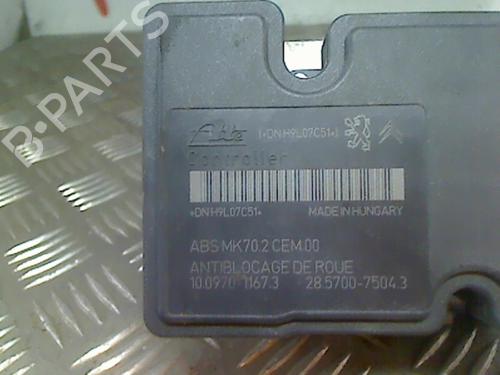 B-PARTS
Ate
(*DNH9L07C51*)
Controller
*DNH9L07C51*
MADE IN HUNGARY
ABS MK70.2 CEM.00
ANTIBLOCAGE DE ROUE
10.0970-1167.3 28.5700-7504.3